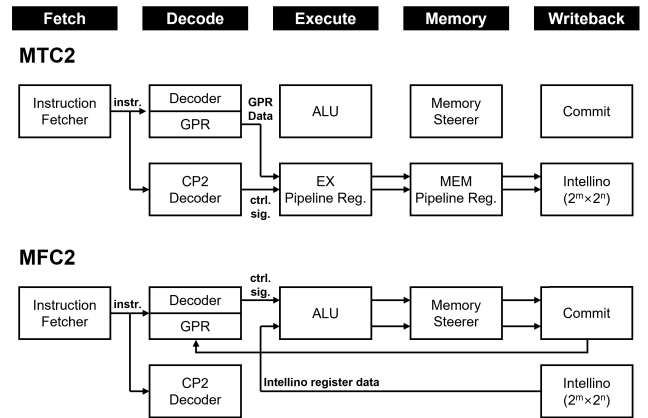 Fetch Decode Execute Memory Writeback
MTC2
Instruction
Fetcher
instr.
Decoder
GPR
GPR
Data
ALU
Memory
Steerer
Commit
CP2
Decoder
ctrl.
sig.
EX
Pipeline Reg.
MEM
Pipeline Reg.
Intellino
(2ᵐ×2ⁿ)
MFC2
Instruction
Fetcher
instr.
Decoder
GPR
ctrl.
sig.
ALU
Memory
Steerer
Commit
CP2
Decoder
Intellino register data
Intellino
(2ᵐ×2ⁿ)